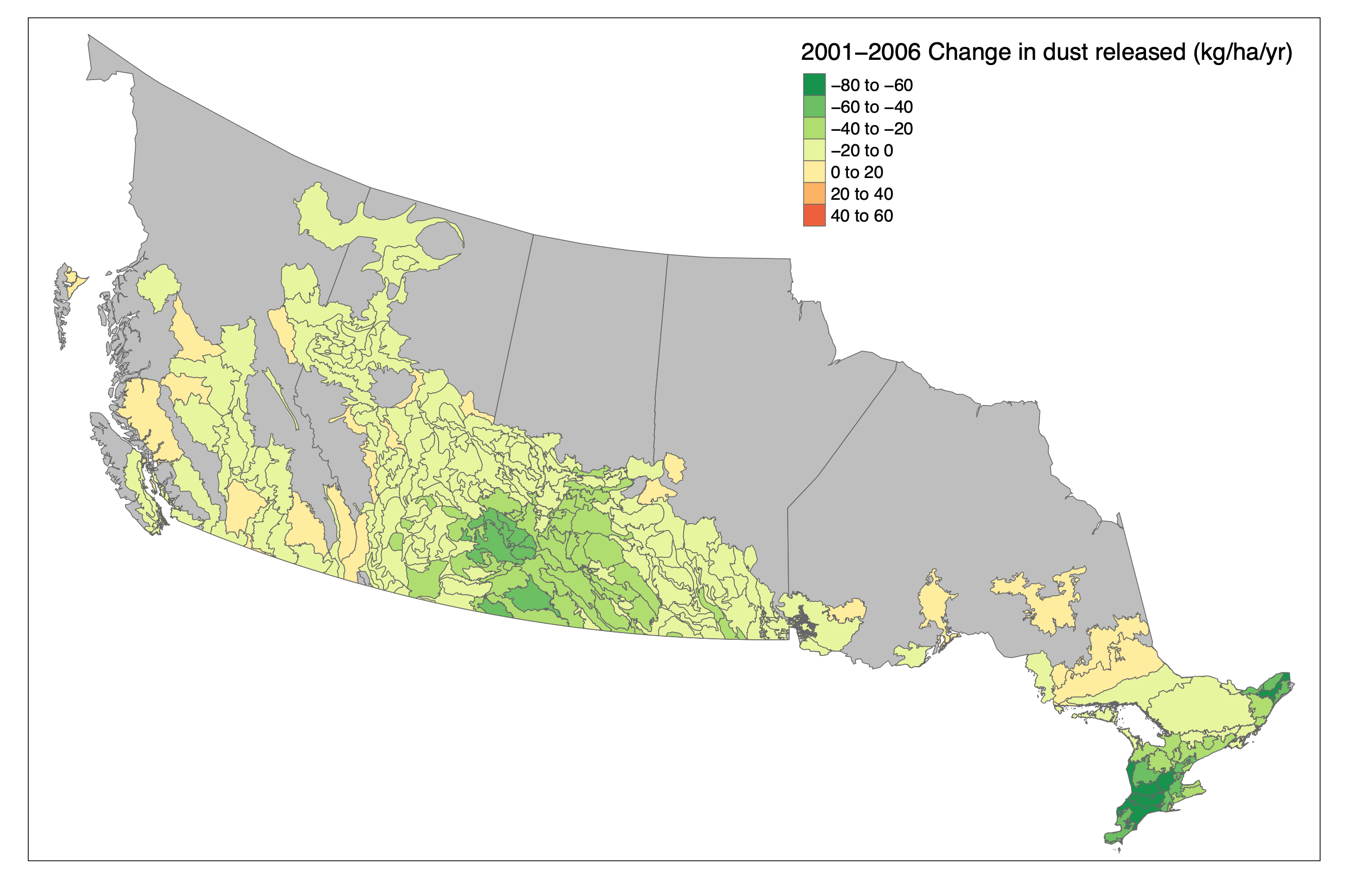 2001−2006 Change in dust released (kg/ha/yr)
−80 to −60
−60 to −40
−40 to −20
−20 to 0
0 to 20
20 to 40
40 to 60